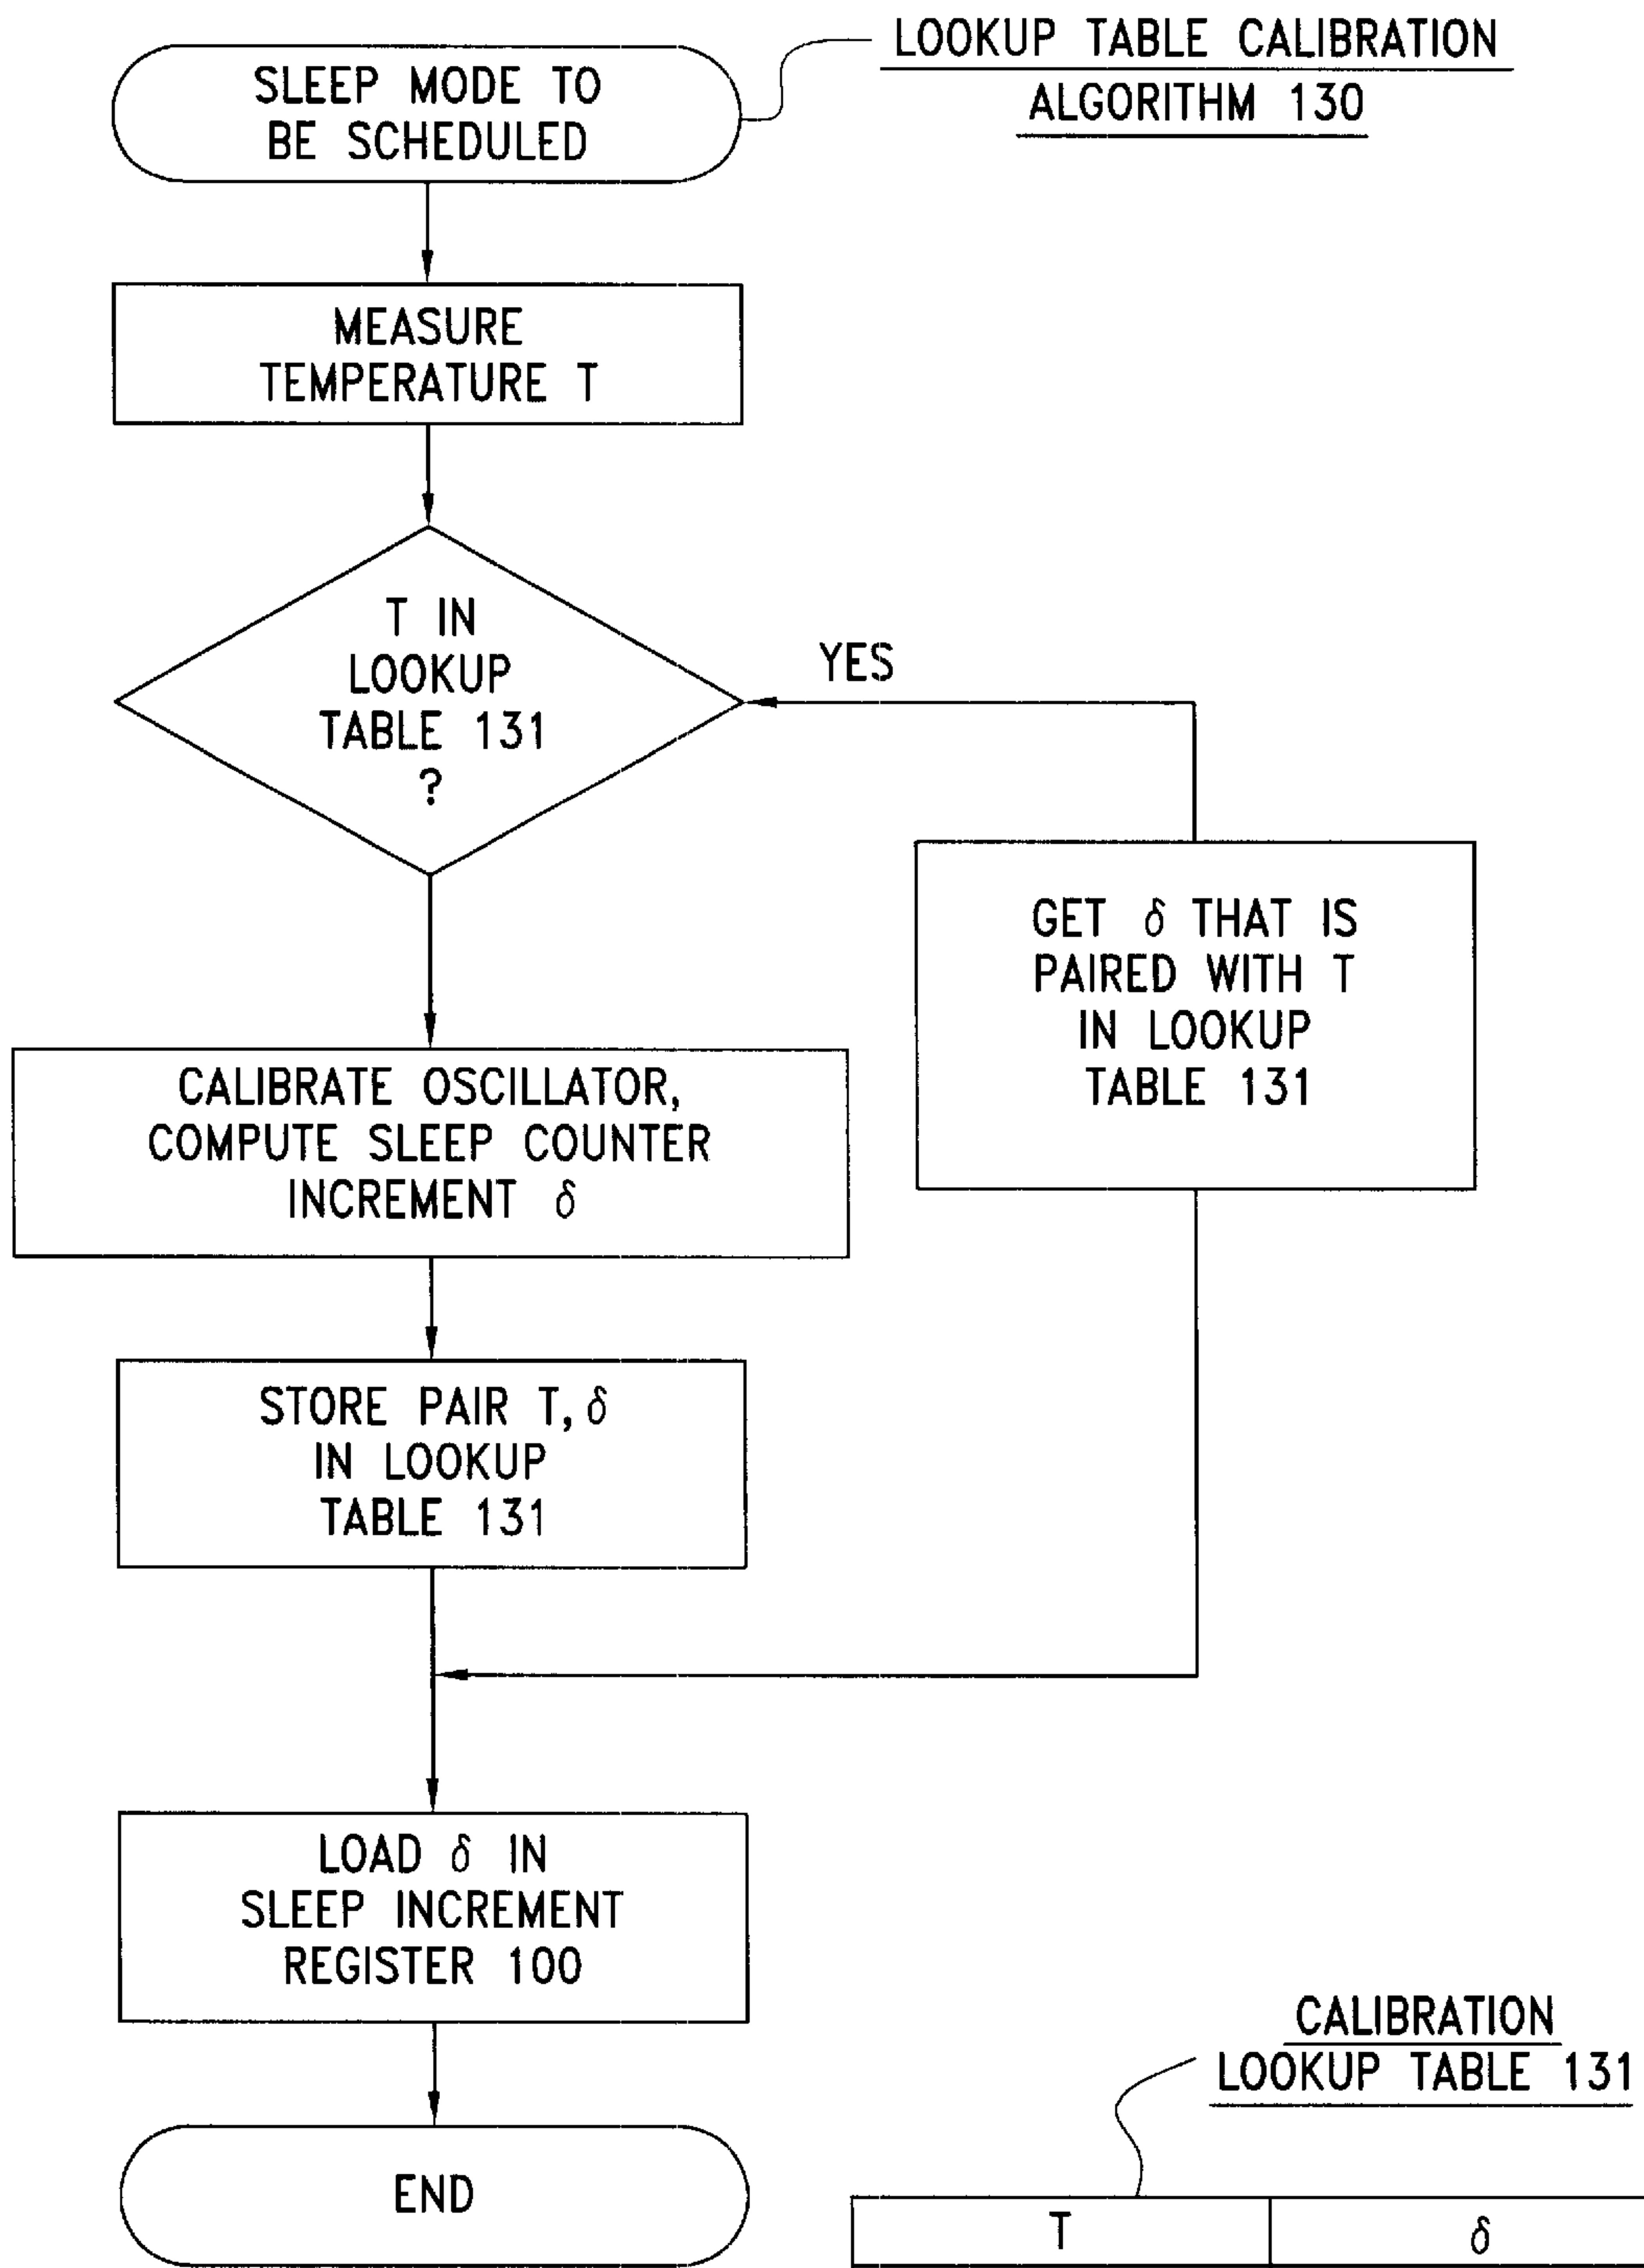 LOOKUP TABLE CALIBRATION
ALGORITHM 130
SLEEP MODE TO
BE SCHEDULED
MEASURE
TEMPERATURE T
T IN
LOOKUP
TABLE 131
?
YES
GET δ THAT IS
PAIRED WITH T
IN LOOKUP
TABLE 131
CALIBRATE OSCILLATOR,
COMPUTE SLEEP COUNTER
INCREMENT δ
STORE PAIR T, δ
IN LOOKUP
TABLE 131
LOAD δ IN
SLEEP INCREMENT
REGISTER 100
END
CALIBRATION
LOOKUP TABLE 131
T δ